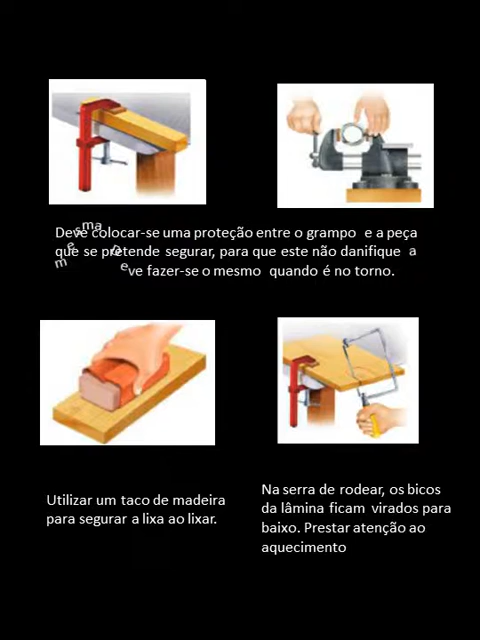 Deve colocar-se uma proteção entre o grampo e a peça
que se pretende segurar, para que este não danifique a
mesma De
ve fazer-se o mesmo quando é no torno.
Utilizar um taco de madeira
para segurar a lixa ao lixar.
Na serra de rodear, os bicos
da lâmina ficam virados para
baixo. Prestar atenção ao
aquecimento